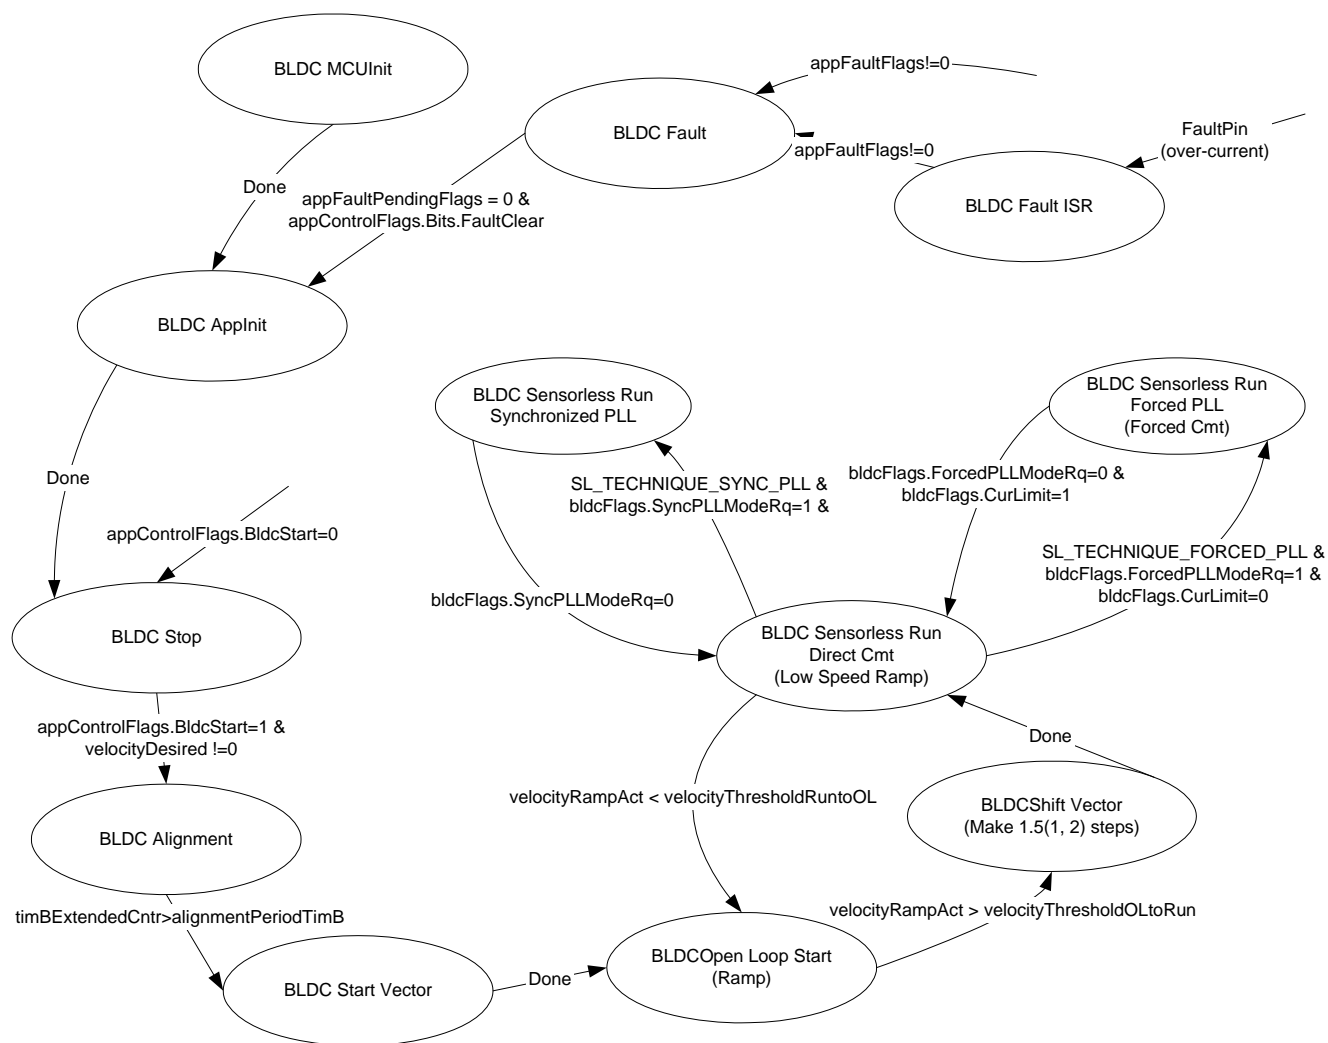 BLDC MCUInit
appFaultFlags!=0
BLDC Fault
appFaultFlags!=0
FaultPin
(over-current)
BLDC Fault ISR
Done
appFaultPendingFlags = 0 &
appControlFlags.Bits.FaultClear
BLDC AppInit
BLDC Sensorless Run
Synchronized PLL
BLDC Sensorless Run
Forced PLL
(Forced Cmt)
Done
SL_TECHNIQUE_SYNC_PLL &
bldcFlags.SyncPLLModeRq=1 &
bldcFlags.ForcedPLLModeRq=0 &
bldcFlags.CurLimit=1
appControlFlags.BldcStart=0
SL_TECHNIQUE_FORCED_PLL &
bldcFlags.ForcedPLLModeRq=1 &
bldcFlags.CurLimit=0
bldcFlags.SyncPLLModeRq=0
BLDC Stop
BLDC Sensorless Run
Direct Cmt
(Low Speed Ramp)
appControlFlags.BldcStart=1 &
velocityDesired !=0
Done
velocityRampAct < velocityThresholdRuntoOL
BLDCShift Vector
(Make 1.5(1, 2) steps)
BLDC Alignment
timBExtendedCntr>alignmentPeriodTimB
velocityRampAct > velocityThresholdOLtoRun
BLDCOpen Loop Start
(Ramp)
Done
BLDC Start Vector